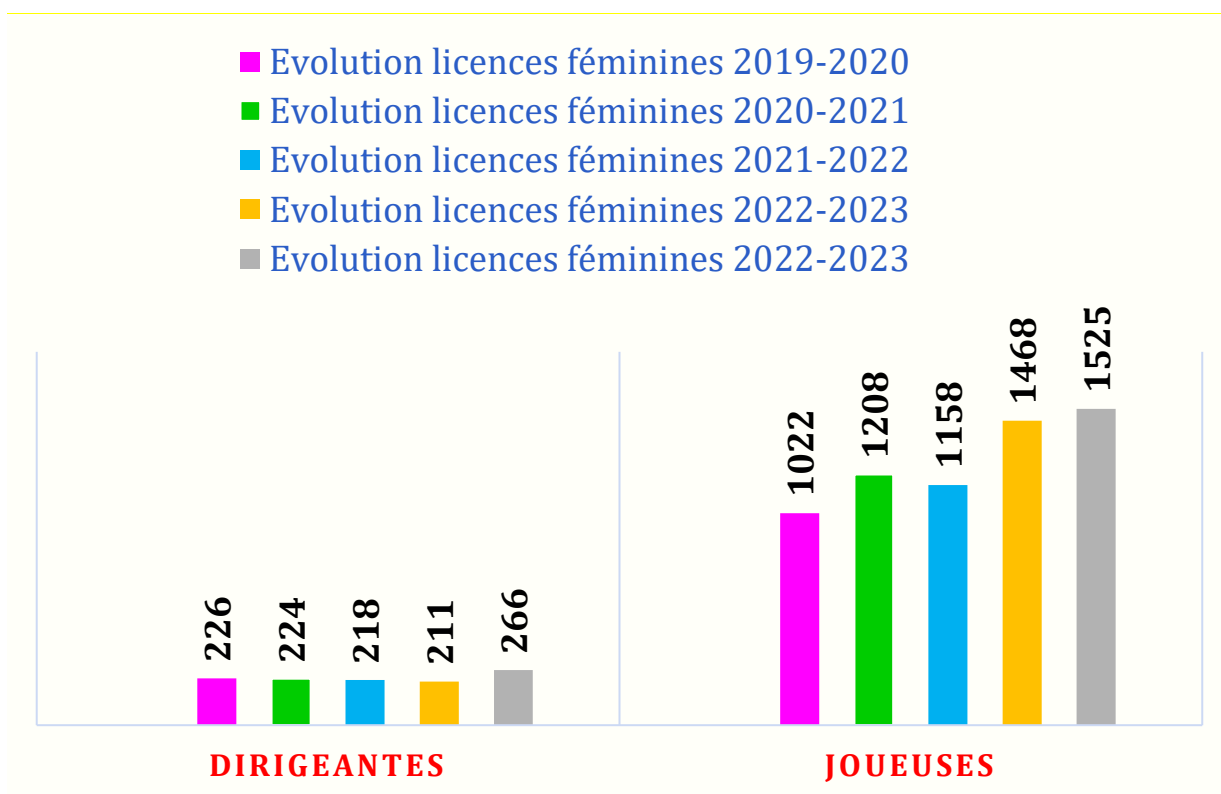 Evolution licences féminines 2019-2020
Evolution licences féminines 2020-2021
Evolution licences féminines 2021-2022
Evolution licences féminines 2022-2023
Evolution licences féminines 2022-2023
226
224
218
211
266
1022
1208
1158
1468
1525
DIRIGEANTES
JOUEUSES